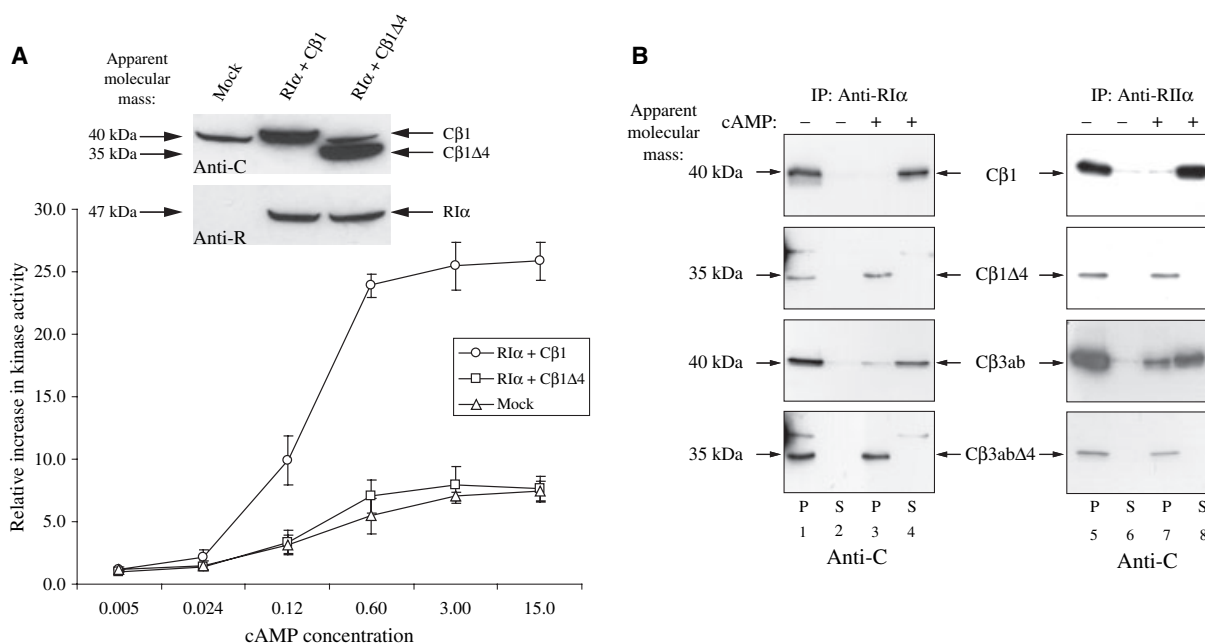 A
Apparent
molecular
mass:
Mock
RIα + Cβ1
RIα + Cβ1Δ4
40 kDa
35 kDa
Anti-C
Cβ1
Cβ1Δ4
47 kDa
Anti-R
RIα
30.0
25.0
20.0
15.0
10.0
5.0
0.0
Relative increase in kinase activity
RIα + Cβ1
RIα + Cβ1Δ4
Mock
0.005 0.024 0.12 0.60 3.00 15.0
cAMP concentration
B
IP: Anti-RIα IP: Anti-RIIα
Apparent
molecular
mass:
cAMP: – – + + – – + +
40 kDa Cβ1
35 kDa Cβ1Δ4
40 kDa Cβ3ab
35 kDa Cβ3abΔ4
P S P S P S P S
1 2 3 4 5 6 7 8
Anti-C Anti-C